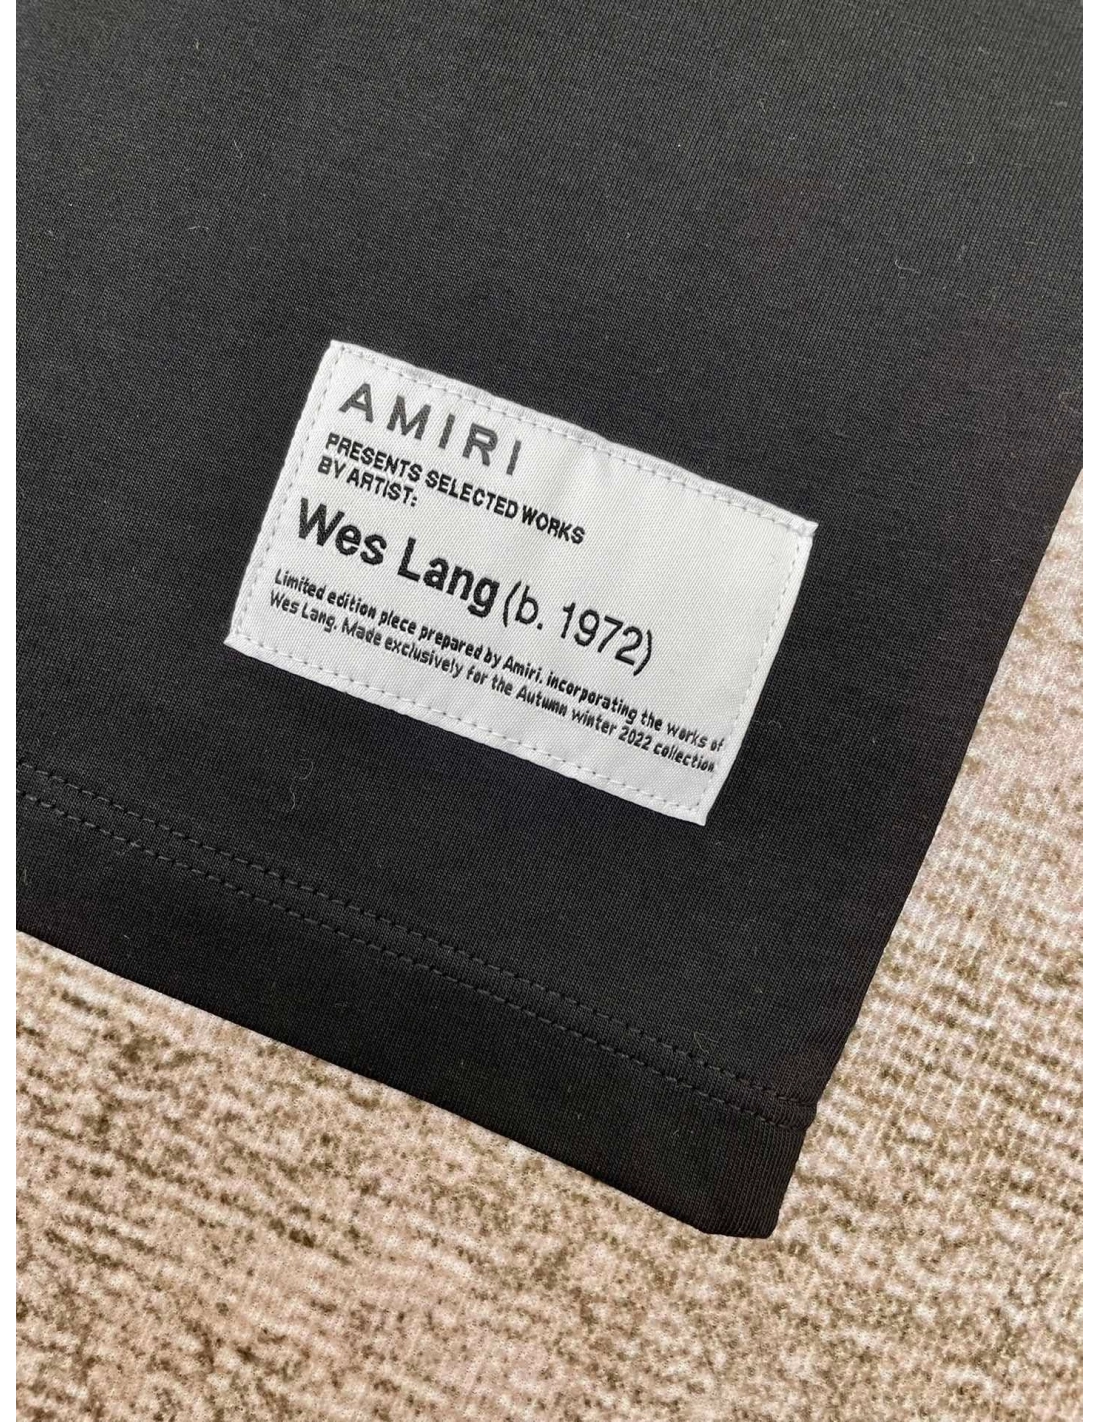 AMIRI
PRESENTS SELECTED WORKS
BY ARTIST:
Wes Lang (b. 1972)
Limited edition piece prepared by Amiri. incorporating the works of
Wes Lang. Made exclusively for the Autumn winter 2022 collection.